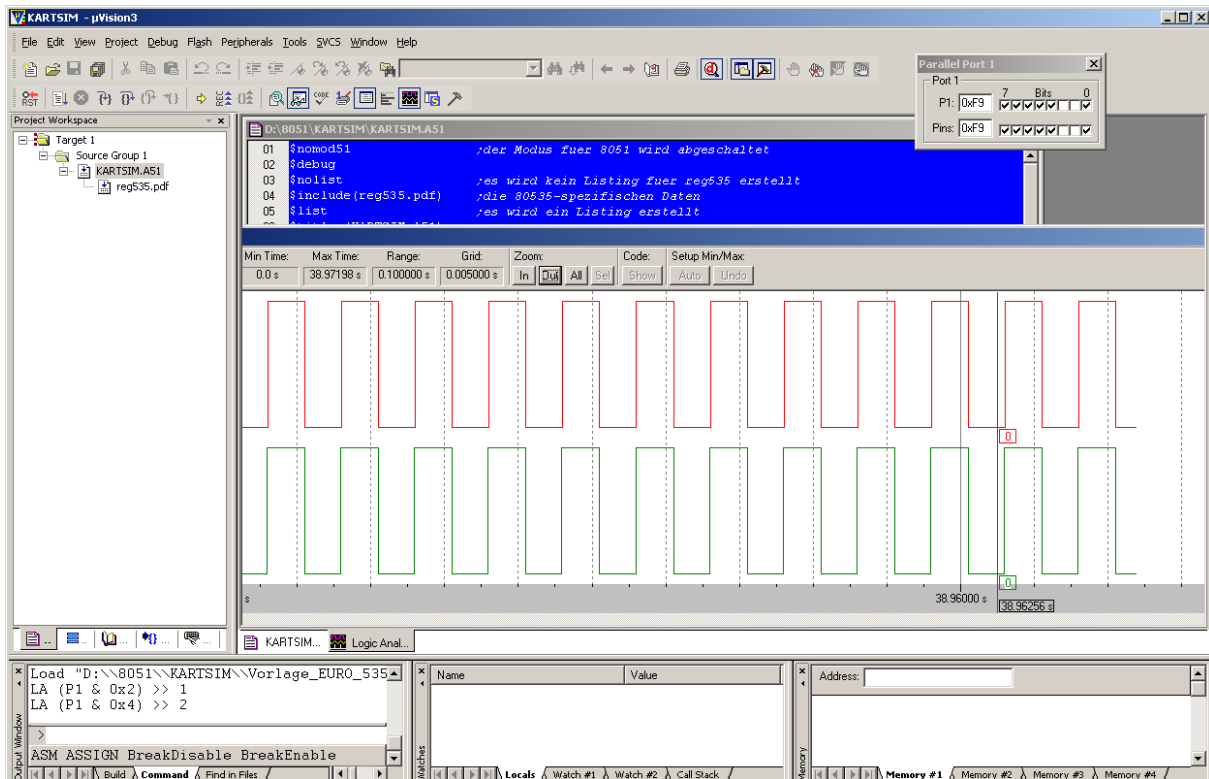 KARTSIM - µVision3
File Edit View Project Debug Flash Peripherals Tools SVCS Window Help
RST
CODE
Parallel Port 1
Port 1
7 Bits 0
P1: 0xF9
Pins: 0xF9
Project Workspace
Target 1
Source Group 1
KARTSIM.A51
reg535.pdf
D:\8051\KARTSIM\KARTSIM.A51
01 $nomod51 ;der Modus fuer 8051 wird abgeschaltet
02 $debug
03 $nolist ;es wird kein Listing fuer reg535 erstellt
04 $include(reg535.pdf) ;die 80535-spezifischen Daten
05 $list ;es wird ein Listing erstellt
Min Time: Max Time: Range: Grid: Zoom: Code: Setup Min/Max:
0.0 s 38.97198 s 0.100000 s 0.005000 s In Out All Sel Show Auto Undo
0
0
s 38.96000 s 38.96256 s
KARTSIM... Logic Anal...
Load "D:\\8051\\KARTSIM\\Vorlage_EURO_535
LA (P1 & 0x2) >> 1
LA (P1 & 0x4) >> 2
>
ASM ASSIGN BreakDisable BreakEnable
Build Command Find in Files
Output Window
Name Value
Locals Watch #1 Watch #2 Call Stack
Watches
Address:
Memory #1 Memory #2 Memory #3 Memory #4
Memory